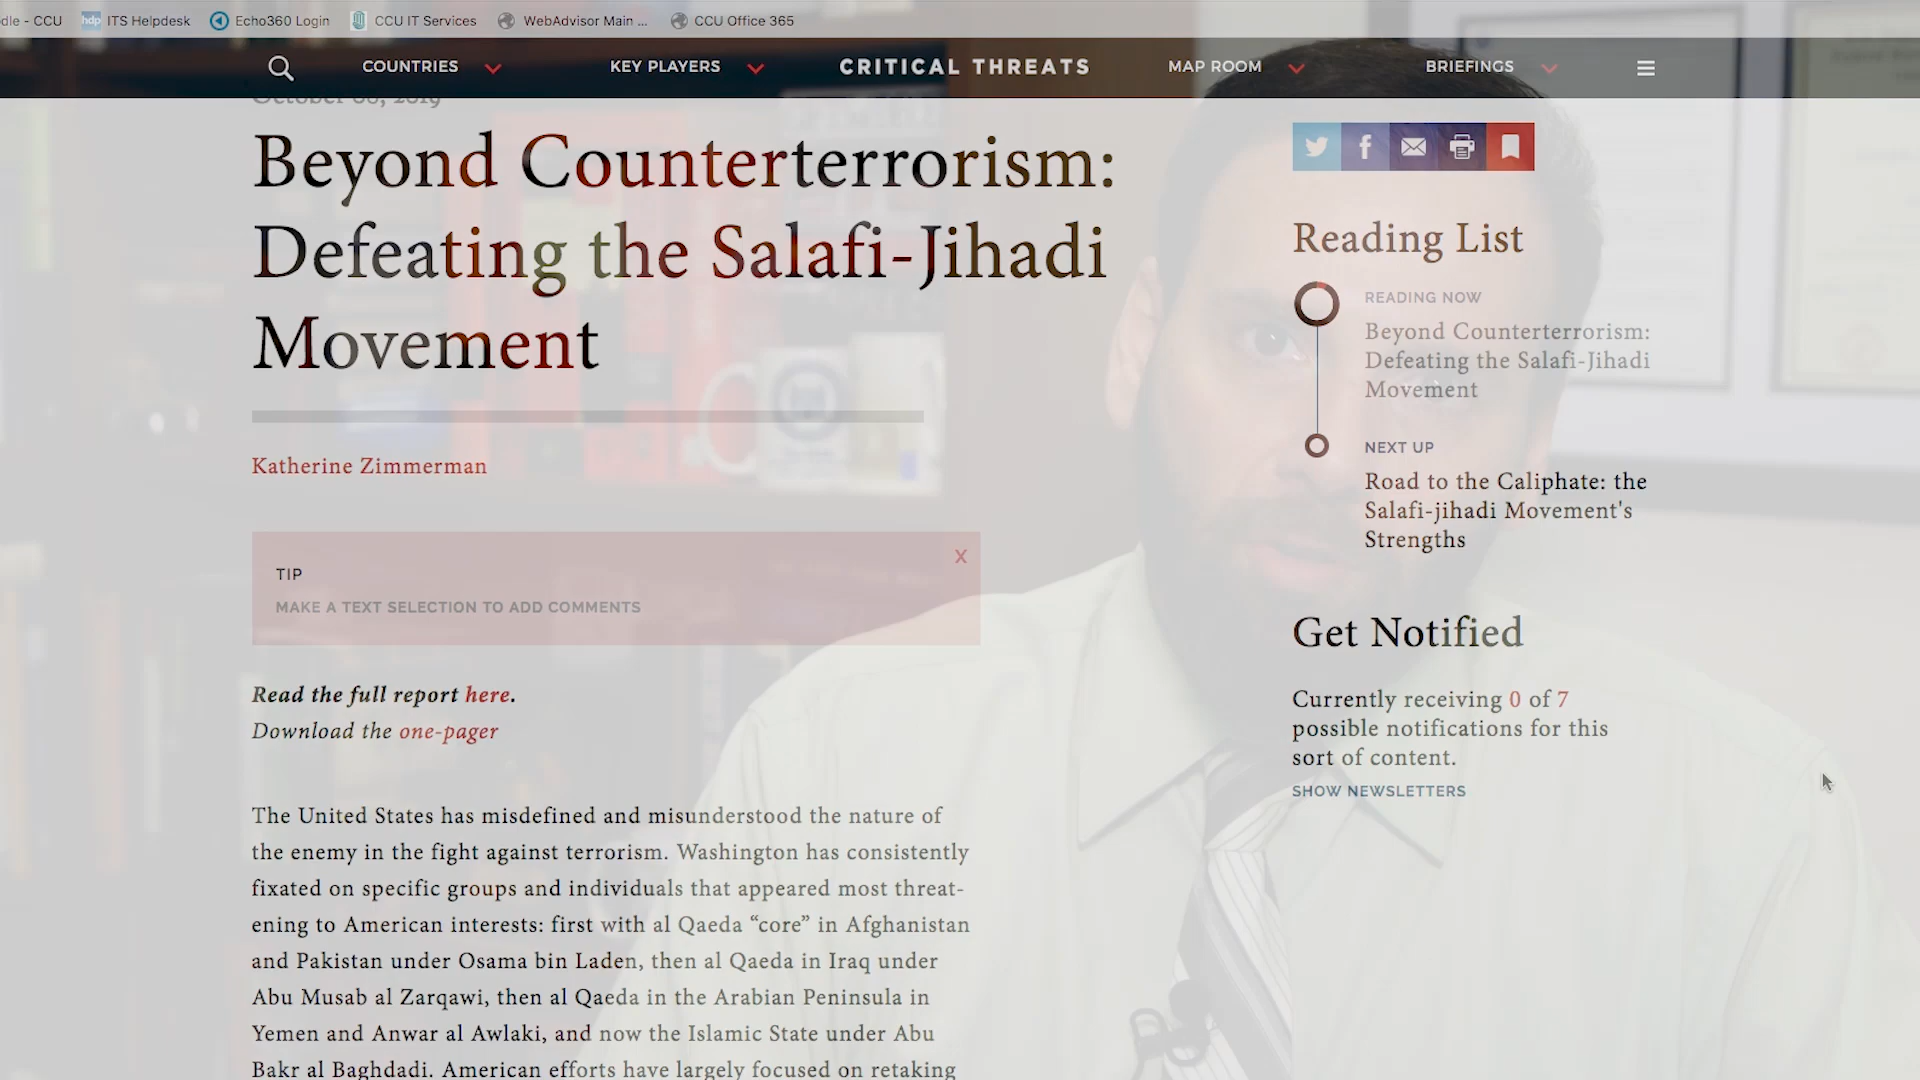 dle - CCU ITS Helpdesk Echo360 Login CCU IT Services WebAdvisor Main ... CCU Office 365
COUNTRIES KEY PLAYERS CRITICAL THREATS MAP ROOM BRIEFINGS
October 08, 2019
Beyond Counterterrorism:
Defeating the Salafi-Jihadi
Movement
Katherine Zimmerman
TIP
X
MAKE A TEXT SELECTION TO ADD COMMENTS
Read the full report here.
Download the one-pager
The United States has misdefined and misunderstood the nature of
the enemy in the fight against terrorism. Washington has consistently
fixated on specific groups and individuals that appeared most threat-
ening to American interests: first with al Qaeda “core” in Afghanistan
and Pakistan under Osama bin Laden, then al Qaeda in Iraq under
Abu Musab al Zarqawi, then al Qaeda in the Arabian Peninsula in
Yemen and Anwar al Awlaki, and now the Islamic State under Abu
Bakr al Baghdadi. American efforts have largely focused on retaking
Reading List
READING NOW
Beyond Counterterrorism:
Defeating the Salafi-Jihadi
Movement
NEXT UP
Road to the Caliphate: the
Salafi-jihadi Movement's
Strengths
Get Notified
Currently receiving 0 of 7
possible notifications for this
sort of content.
SHOW NEWSLETTERS